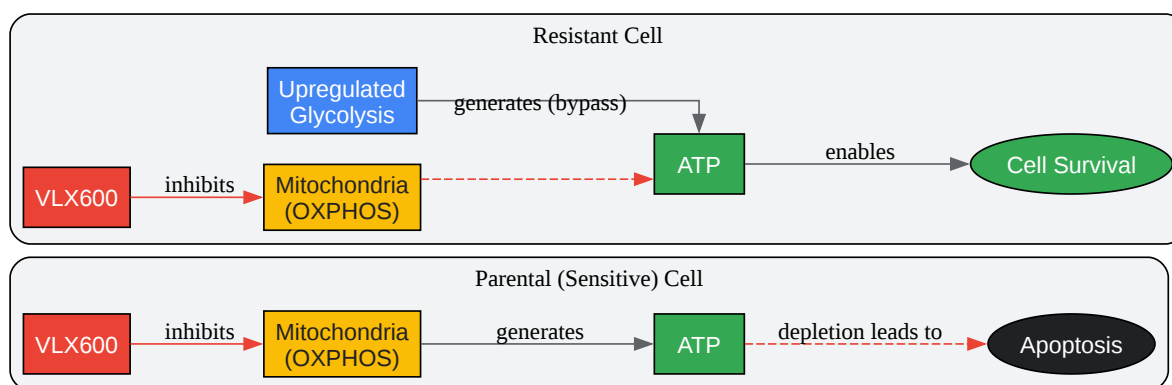 Resistant Cell
Upregulated
Glycolysis
generates (bypass)
VLX600
inhibits
Mitochondria
(OXPHOS)
ATP
enables
Cell Survival
Parental (Sensitive) Cell
VLX600
inhibits
Mitochondria
(OXPHOS)
generates
ATP
depletion leads to
Apoptosis